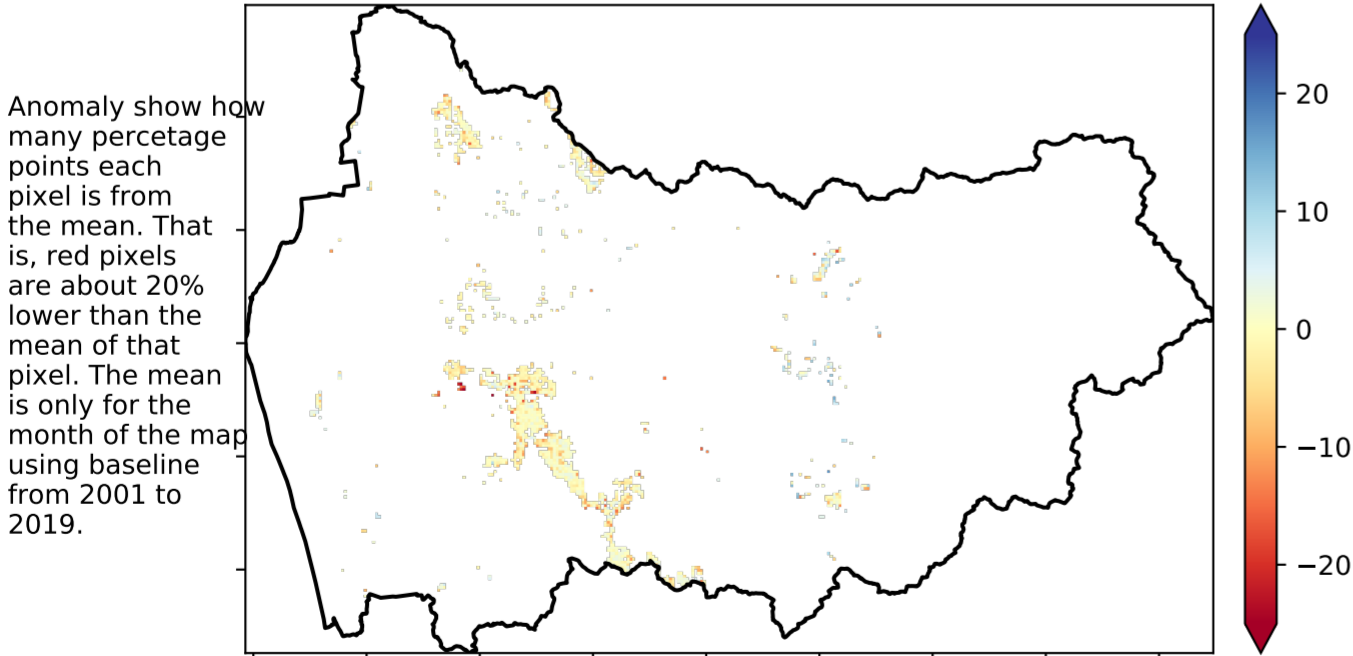 Anomaly show how
many percetage
points each
pixel is from
the mean. That
is, red pixels
are about 20%
lower than the
mean of that
pixel. The mean
is only for the
month of the map
using baseline
from 2001 to
2019.
20
10
0
−10
−20